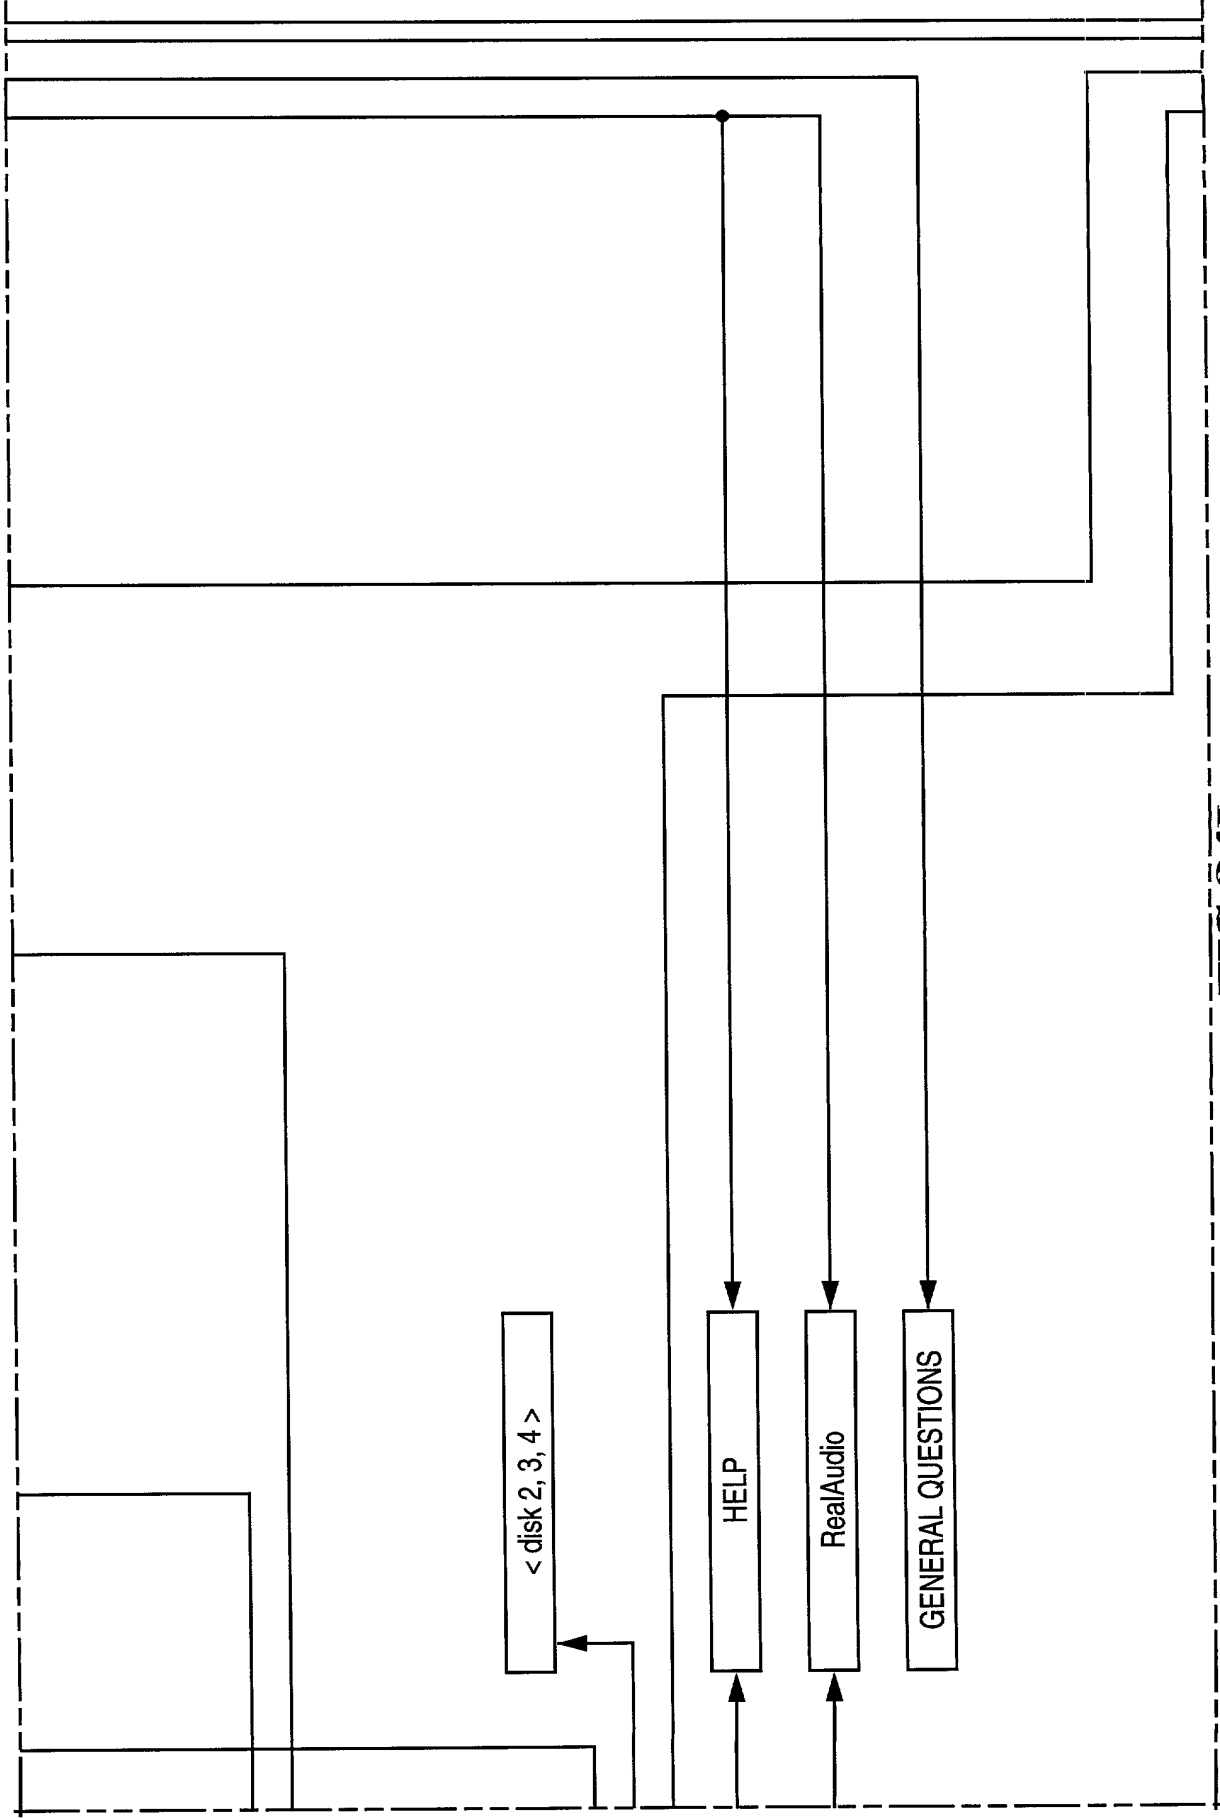 < disk 2, 3, 4 >
HELP
RealAudio
GENERAL QUESTIONS